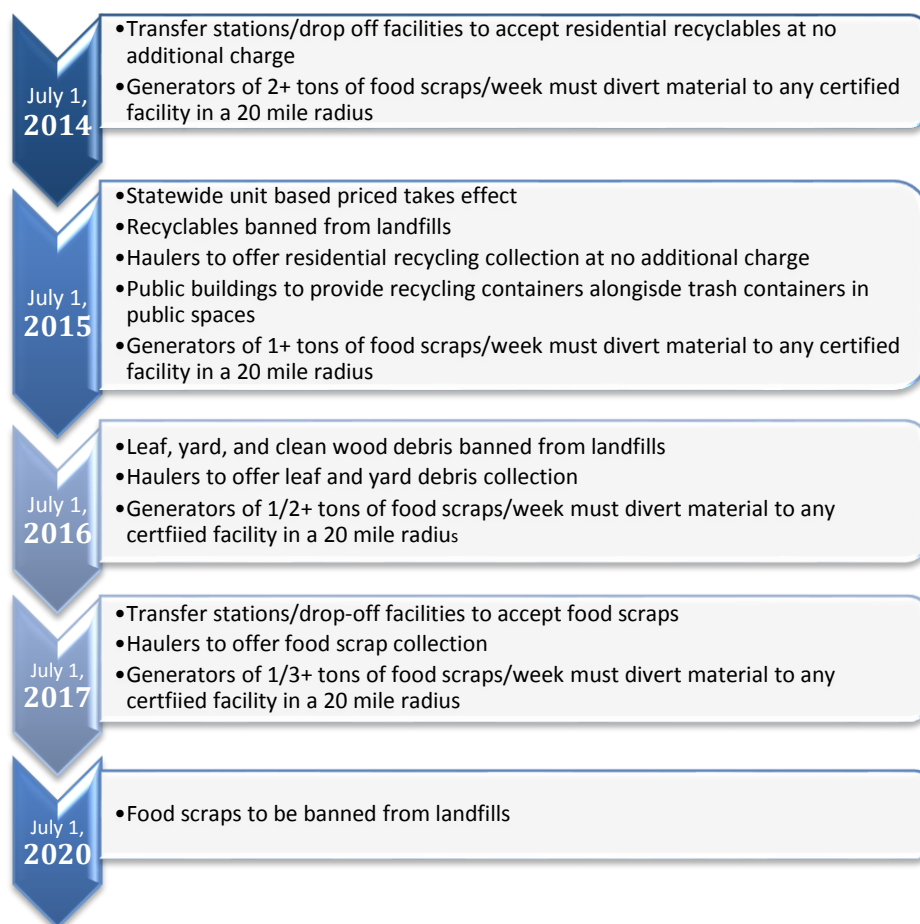 July 1,
2014
•Transfer stations/drop off facilities to accept residential recyclables at no
additional charge
•Generators of 2+ tons of food scraps/week must divert material to any certified
facility in a 20 mile radius
July 1,
2015
•Statewide unit based priced takes effect
•Recyclables banned from landfills
•Haulers to offer residential recycling collection at no additional charge
•Public buildings to provide recycling containers alongisde trash containers in
public spaces
•Generators of 1+ tons of food scraps/week must divert material to any certified
facility in a 20 mile radius
July 1,
2016
•Leaf, yard, and clean wood debris banned from landfills
•Haulers to offer leaf and yard debris collection
•Generators of 1/2+ tons of food scraps/week must divert material to any
certfiied facility in a 20 mile radius
July 1,
2017
•Transfer stations/drop-off facilities to accept food scraps
•Haulers to offer food scrap collection
•Generators of 1/3+ tons of food scraps/week must divert material to any
certfiied facility in a 20 mile radius
July 1,
2020
•Food scraps to be banned from landfills